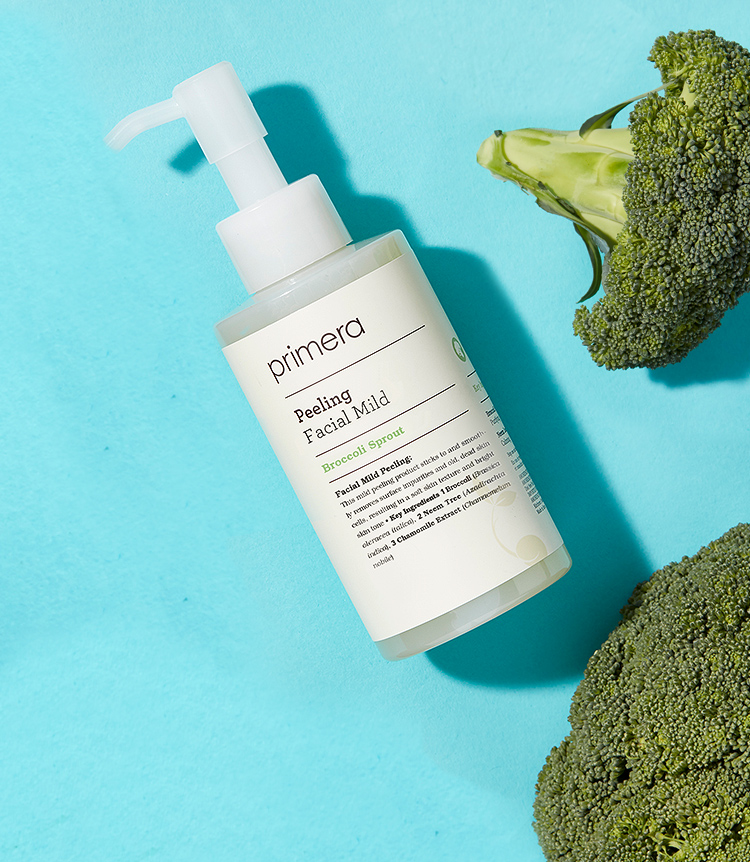 primera
Peeling
Facial Mild
Broccoli Sprout
Facial Mild Peeling:
This mild peeling product sticks to and smooth-
ly removes surface impurities and old, dead skin
cells, resulting in a soft skin texture and bright
skin tone • Key Ingredients 1 Broccoli (Brassica
oleracea italica), 2 Neem Tree (Azadirachta
indica), 3 Chamomile Extract (Chamaemelum
nobile)